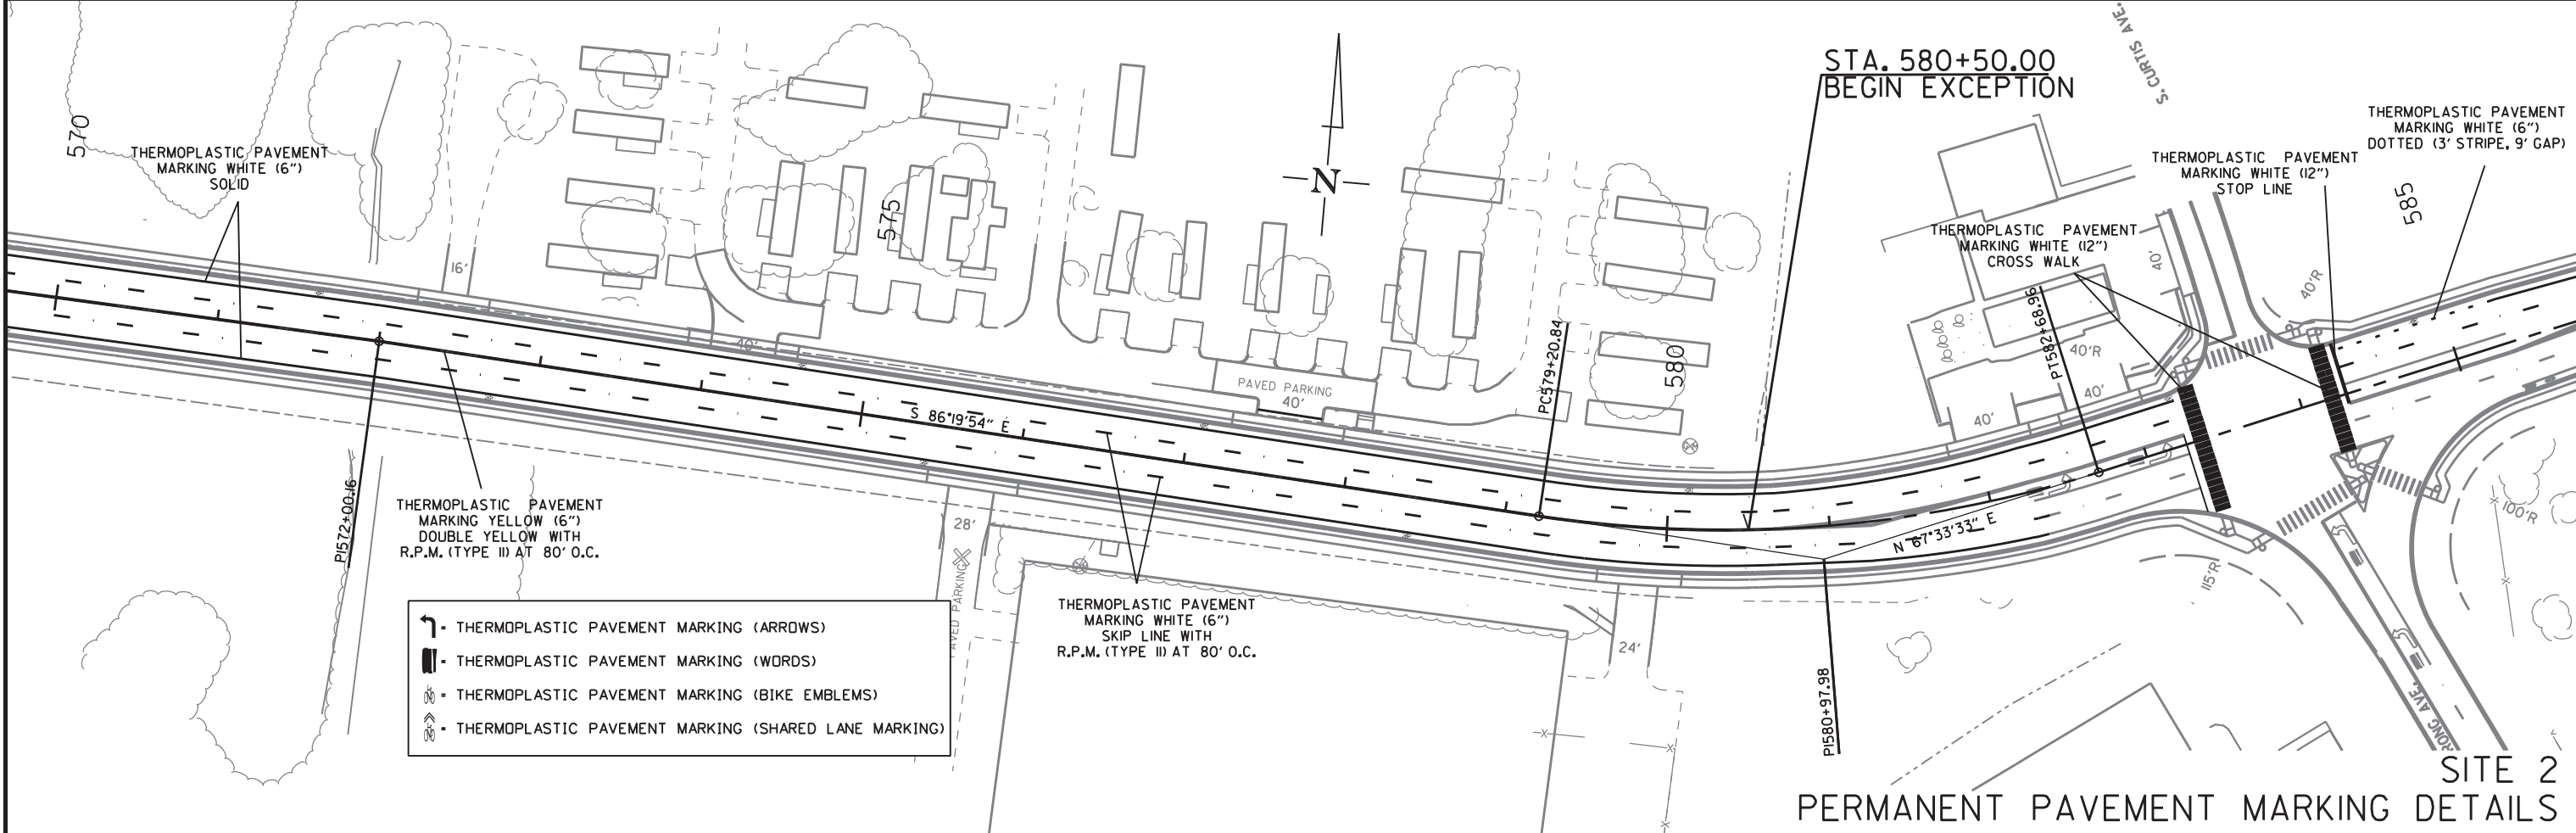 S. CURTIS AVE.
STA. 580+50.00
BEGIN EXCEPTION
THERMOPLASTIC PAVEMENT
MARKING WHITE (6")
DOTTED (3' STRIPE, 9' GAP)
570
THERMOPLASTIC PAVEMENT
MARKING WHITE (6")
SOLID
THERMOPLASTIC PAVEMENT
MARKING WHITE (12")
STOP LINE
N
575
585
THERMOPLASTIC PAVEMENT
MARKING WHITE (12")
CROSS WALK
40'
16'
40'R
PT582+68.96
40'
PC579+20.84
580
40'R
PAVED PARKING
40'
40'
40'
S 86°19'54" E
PI572+00.16
THERMOPLASTIC PAVEMENT
MARKING YELLOW (6")
DOUBLE YELLOW WITH
R.P.M. (TYPE II) AT 80' O.C.
28'
PAVED PARKING
N 67°33'33" E
100'R
115'R
THERMOPLASTIC PAVEMENT
MARKING WHITE (6")
SKIP LINE WITH
R.P.M. (TYPE II) AT 80' O.C.
24'
PI580+97.98
- THERMOPLASTIC PAVEMENT MARKING (ARROWS)
- THERMOPLASTIC PAVEMENT MARKING (WORDS)
- THERMOPLASTIC PAVEMENT MARKING (BIKE EMBLEMS)
- THERMOPLASTIC PAVEMENT MARKING (SHARED LANE MARKING)
RONG AVE.
SITE 2
PERMANENT PAVEMENT MARKING DETAILS